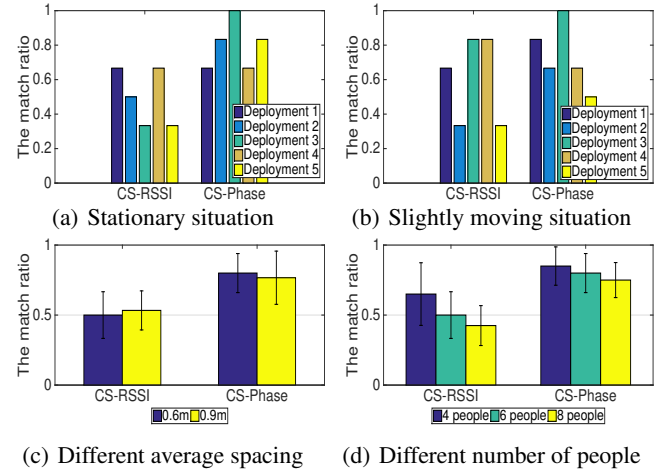 The match ratio
1
0.8
0.6
0.4
0.2
0
Deployment 1
Deployment 2
Deployment 3
Deployment 4
Deployment 5
CS-RSSI CS-Phase
(a) Stationary situation
The match ratio
1
0.8
0.6
0.4
0.2
0
Deployment 1
Deployment 2
Deployment 3
Deployment 4
Deployment 5
CS-RSSI CS-Phase
(b) Slightly moving situation
The match ratio
1
0.5
0
CS-RSSI CS-Phase
0.6m 0.9m
(c) Different average spacing
The match ratio
1
0.5
0
CS-RSSI CS-Phase
4 people 6 people 8 people
(d) Different number of people